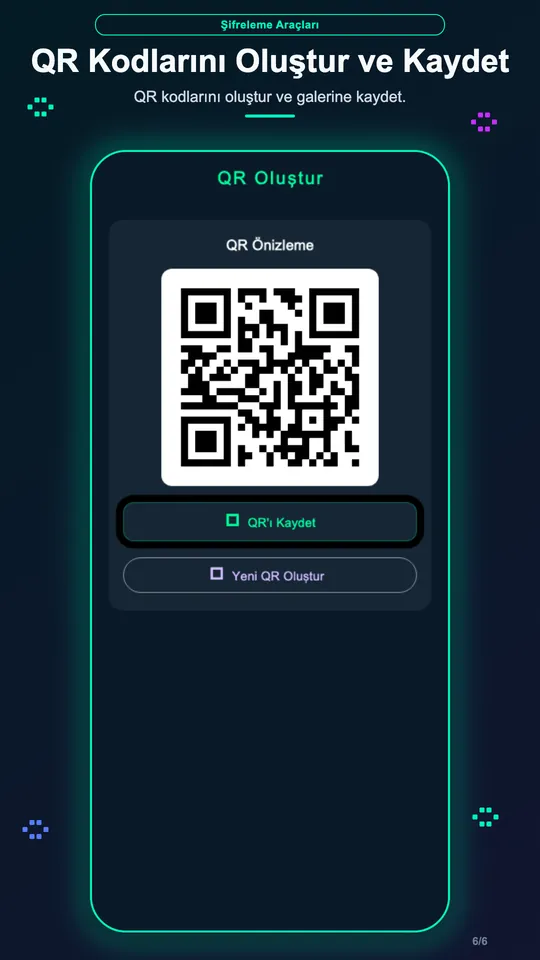 Şifreleme Araçları
QR Kodlarını Oluştur ve Kaydet
QR kodlarını oluştur ve galerine kaydet.
QR Oluştur
QR Önizleme
QR'ı Kaydet
Yeni QR Oluştur
6/6